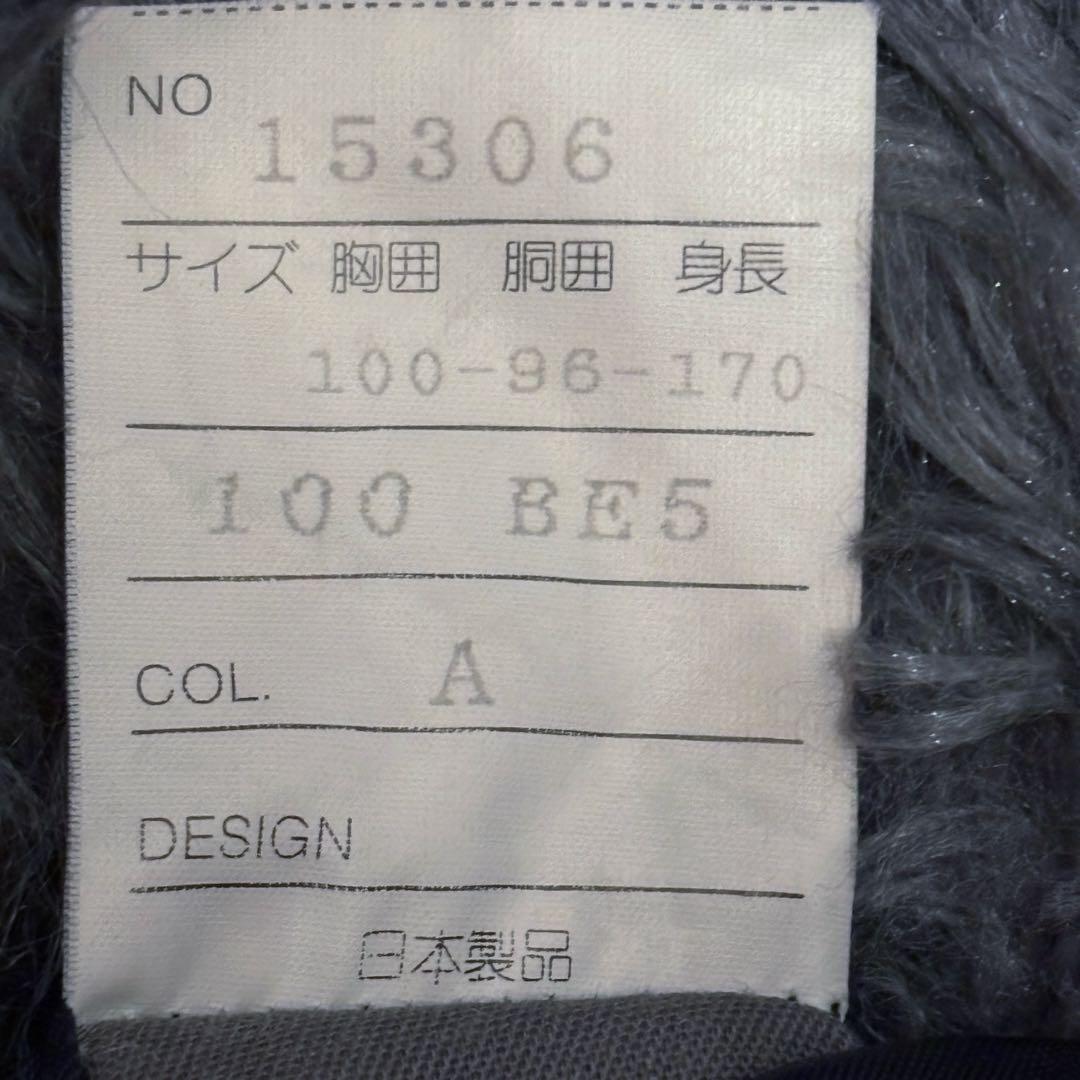 NO
15306
サイズ 胸囲 胴囲 身長
100-96-170
100 BE5
COL. A
DESIGN
日本製品